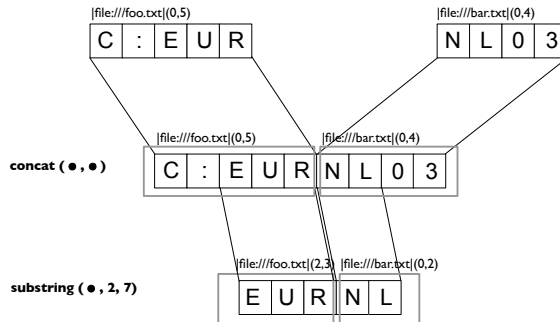 |file:///foo.txt|(0,5) |file:///bar.txt|(0,4)
C : E U R N L 0 3
|file:///foo.txt|(0,5) |file:///bar.txt|(0,4)
concat ( ● , ● ) C : E U R N L 0 3
|file:///foo.txt|(2,3) |file:///bar.txt|(0,2)
substring ( ● , 2, 7) E U R N L